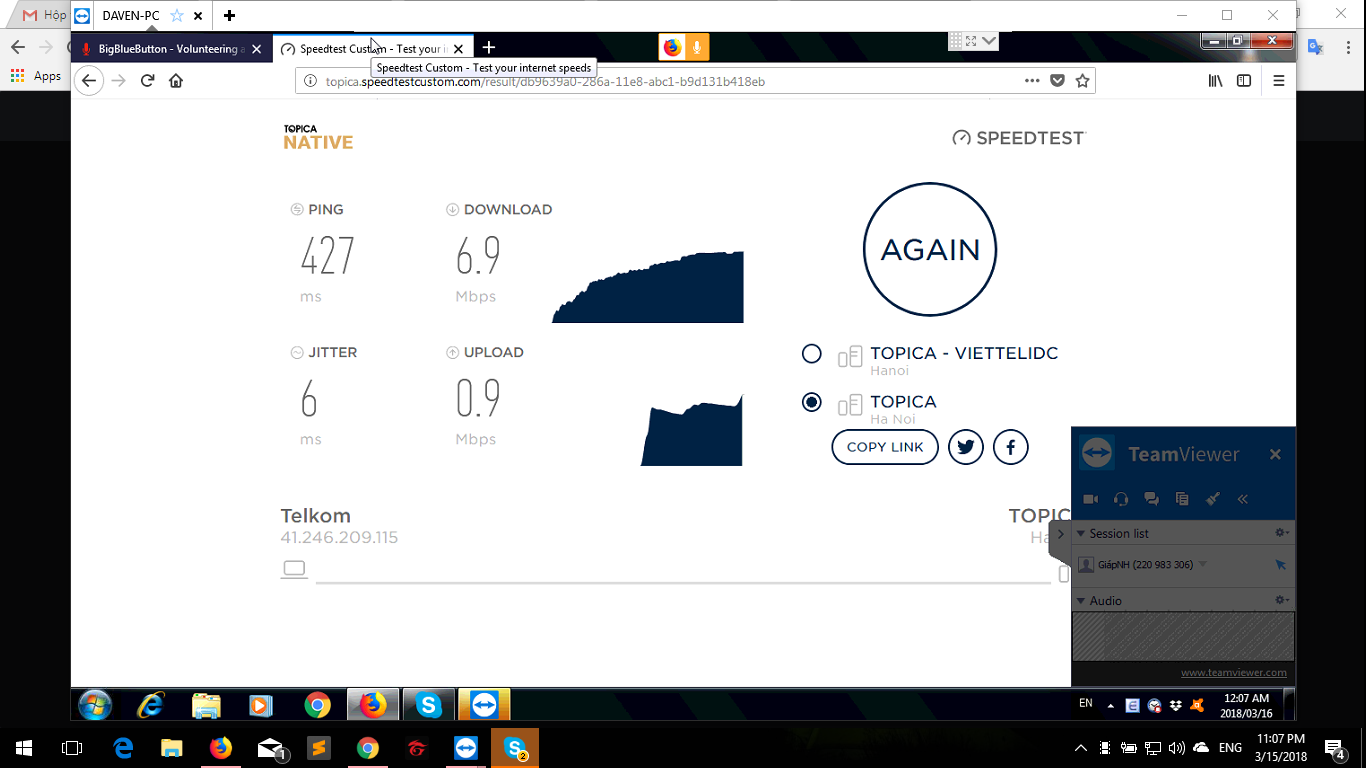 Hộp
DAVEN-PC
BigBlueButton - Volunteering a
Speedtest Custom - Test your i
Speedtest Custom - Test your internet speeds
topica.speedtestcustom.com/result/db9639a0-286a-11e8-abc1-b9d131b418eb
Apps
TOPICA
NATIVE
SPEEDTEST
PING
DOWNLOAD
427
6.9
ms
Mbps
AGAIN
JITTER
UPLOAD
6
0.9
ms
Mbps
TOPICA - VIETTELIDC
Hanoi
TOPICA
Ha Noi
COPY LINK
TeamViewer
Telkom
TOPIC
41.246.209.115
Ha
Session list
GiápNH (220 983 306)
Audio
www.teamviewer.com
EN
12:07 AM
2018/03/16
1
2
ENG
11:07 PM
3/15/2018
4